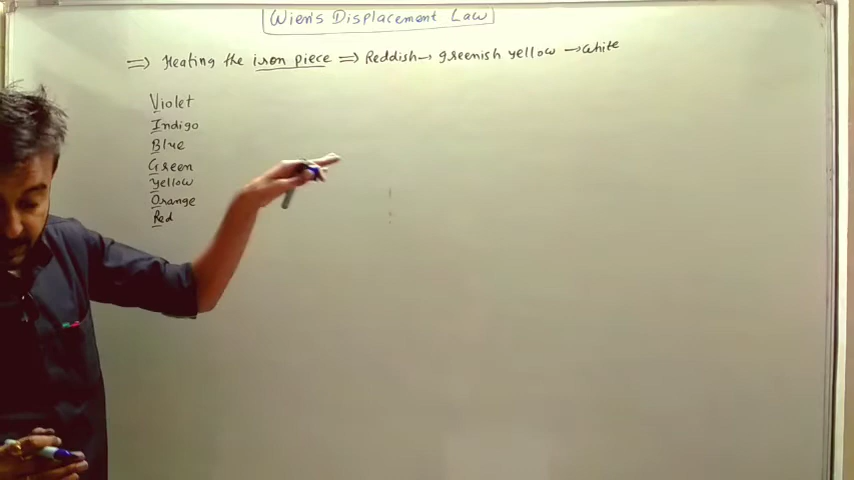 Wien's Displacement Law
=> Heating the iron piece => Reddish → greenish yellow → white
Violet
Indigo
Blue
Green
Yellow
Orange
Red